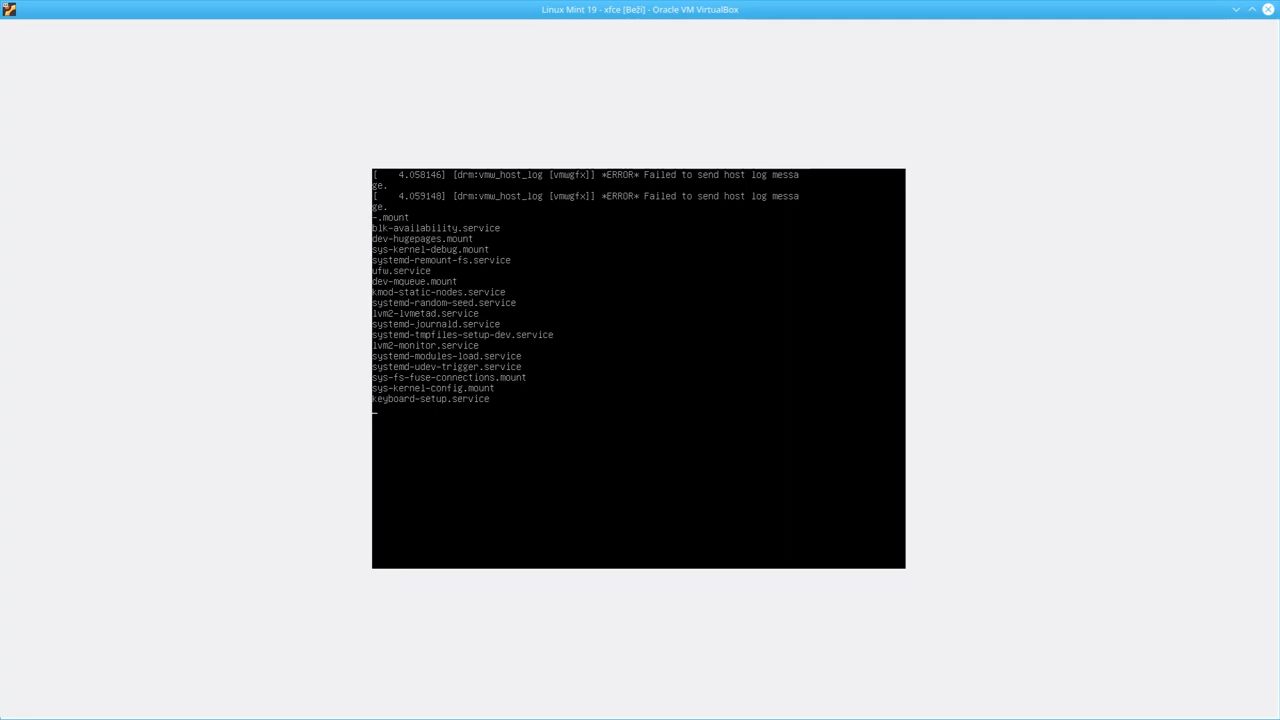 Linux Mint 19 - xfce [Beží] - Oracle VM VirtualBox
[    4.058146] [drm:vmw_host_log [vmwgfx]] *ERROR* Failed to send host log messa
ge.
[    4.059148] [drm:vmw_host_log [vmwgfx]] *ERROR* Failed to send host log messa
ge.
-.mount
blk-availability.service
dev-hugepages.mount
sys-kernel-debug.mount
systemd-remount-fs.service
ufw.service
dev-mqueue.mount
kmod-static-nodes.service
systemd-random-seed.service
lvm2-lvmetad.service
systemd-journald.service
systemd-tmpfiles-setup-dev.service
lvm2-monitor.service
systemd-modules-load.service
systemd-udev-trigger.service
sys-fs-fuse-connections.mount
sys-kernel-config.mount
keyboard-setup.service